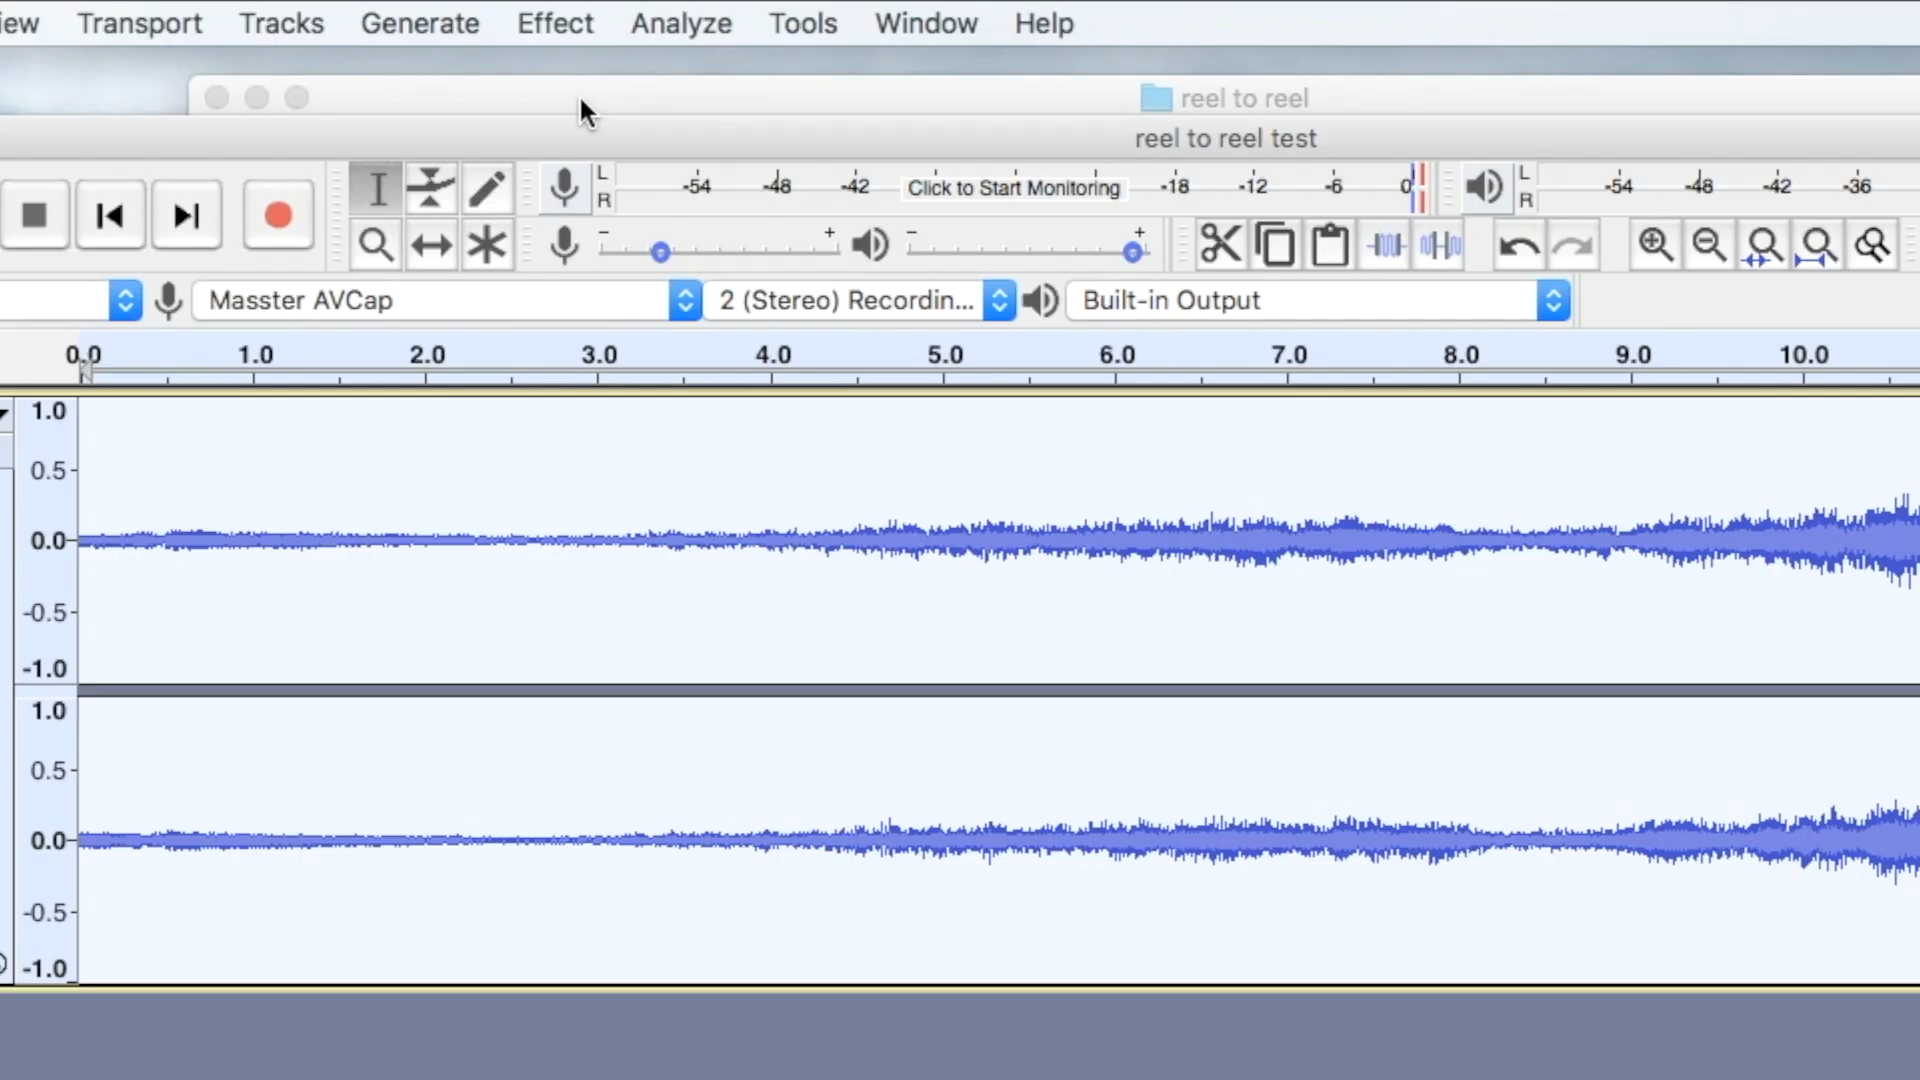 iew Transport Tracks Generate Effect Analyze Tools Window Help
reel to reel
reel to reel test
L -54 -48 -42 Click to Start Monitoring -18 -12 -6 0 L -54 -48 -42 -36
R R
- + - +
Masster AVCap 2 (Stereo) Recordin... Built-in Output
0.0 1.0 2.0 3.0 4.0 5.0 6.0 7.0 8.0 9.0 10.0
1.0
0.5
0.0
-0.5
-1.0
1.0
0.5
0.0
-0.5
-1.0